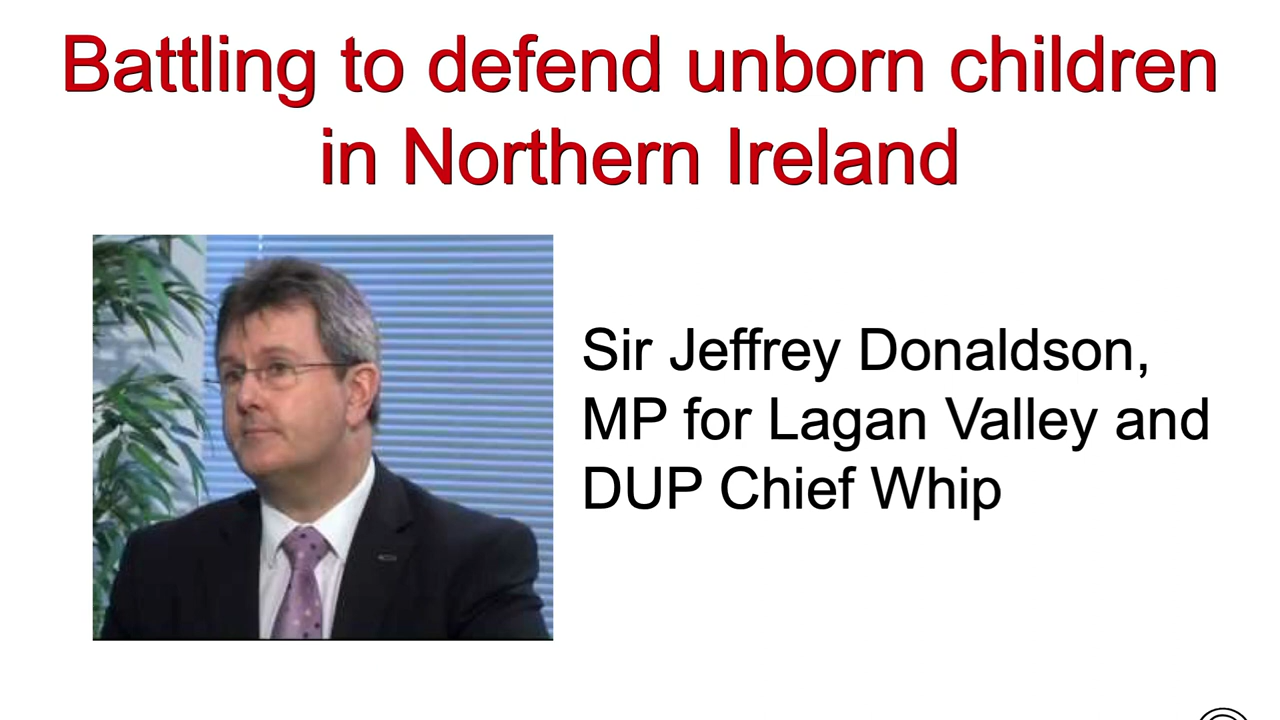 Battling to defend unborn children
in Northern Ireland
Sir Jeffrey Donaldson,
MP for Lagan Valley and
DUP Chief Whip